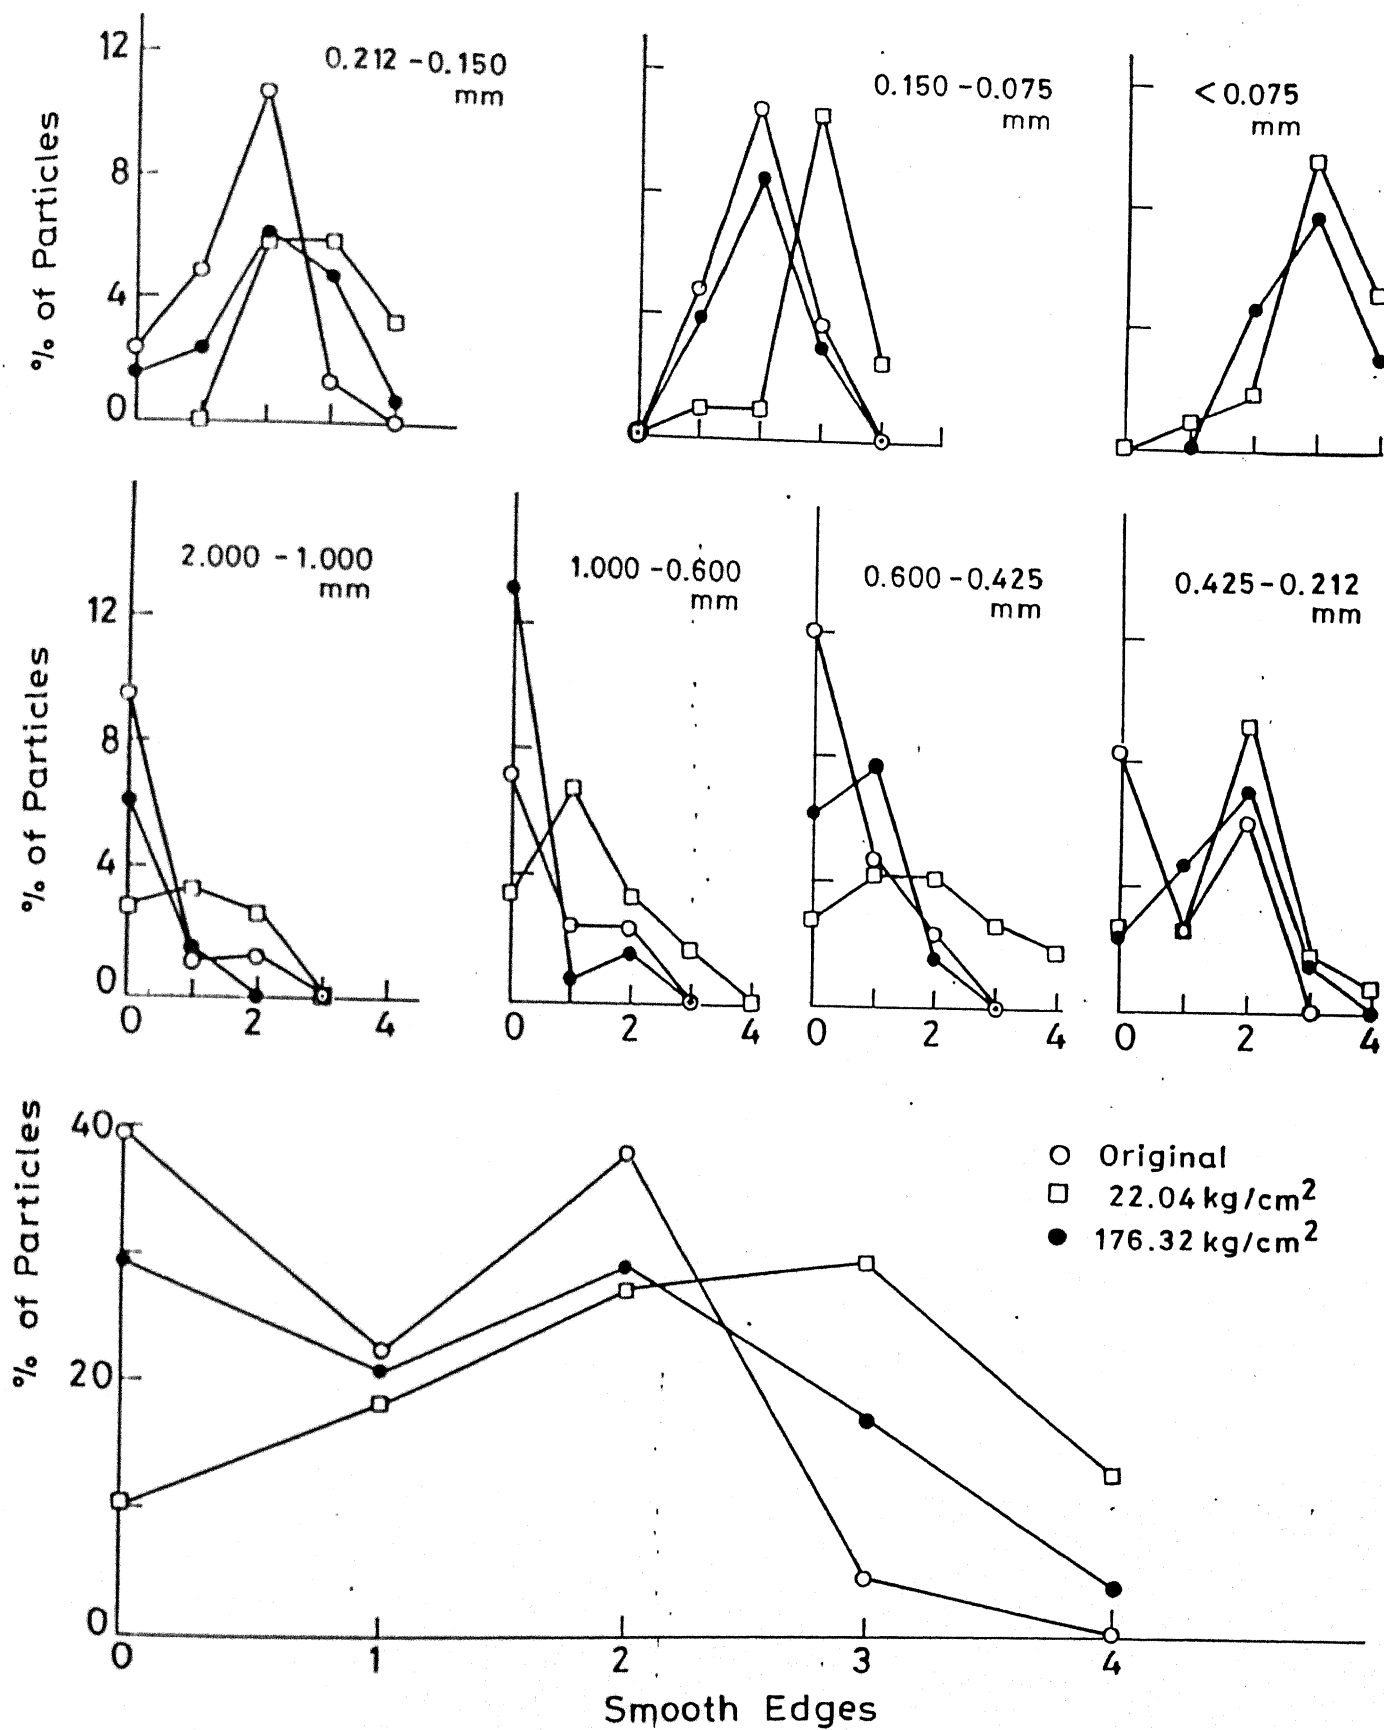 % of Particles
12
8
4
0
0.212 - 0.150
mm
0.150 - 0.075
mm
< 0.075
mm
% of Particles
12
8
4
0
2.000 - 1.000
mm
0 2 4
1.000 - 0.600
mm
0 2 4
0.600 - 0.425
mm
0 2 4
0.425 - 0.212
mm
0 2 4
% of Particles
40
20
0
Original
22.04 kg/cm²
176.32 kg/cm²
0 1 2 3 4
Smooth Edges